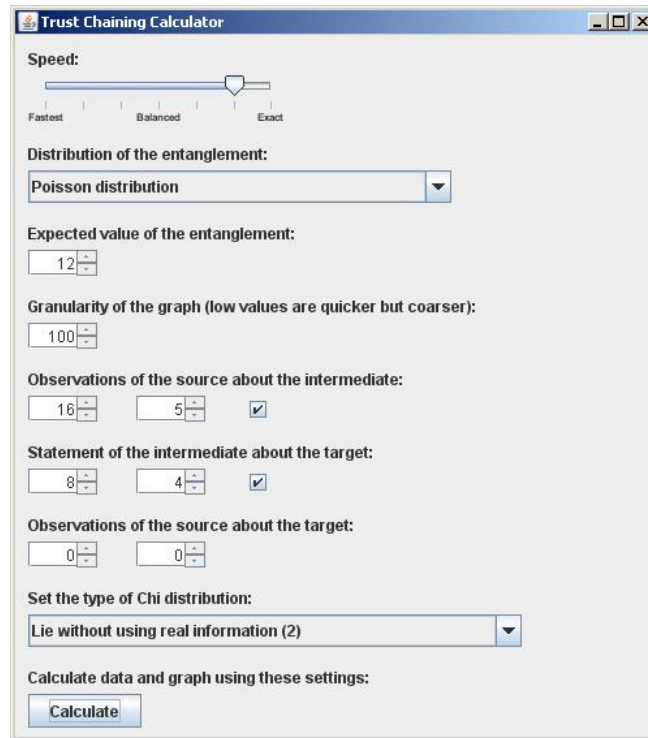 Trust Chaining Calculator
Speed:
Fastest Balanced Exact
Distribution of the entanglement:
Poisson distribution
Expected value of the entanglement:
12
Granularity of the graph (low values are quicker but coarser):
100
Observations of the source about the intermediate:
16 5
Statement of the intermediate about the target:
8 4
Observations of the source about the target:
0 0
Set the type of Chi distribution:
Lie without using real information (2)
Calculate data and graph using these settings:
Calculate